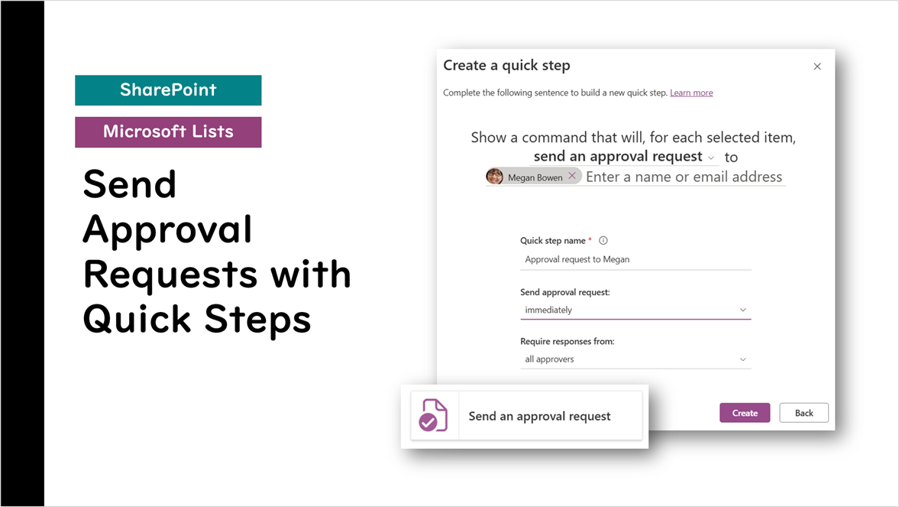 SharePoint
Microsoft Lists
Send
Approval
Requests with
Quick Steps
Create a quick step
Complete the following sentence to build a new quick step. Learn more
Show a command that will, for each selected item,
send an approval request to
Megan Bowen Enter a name or email address
Quick step name *
Approval request to Megan
Send approval request:
immediately
Require responses from:
all approvers
Send an approval request
Create Back